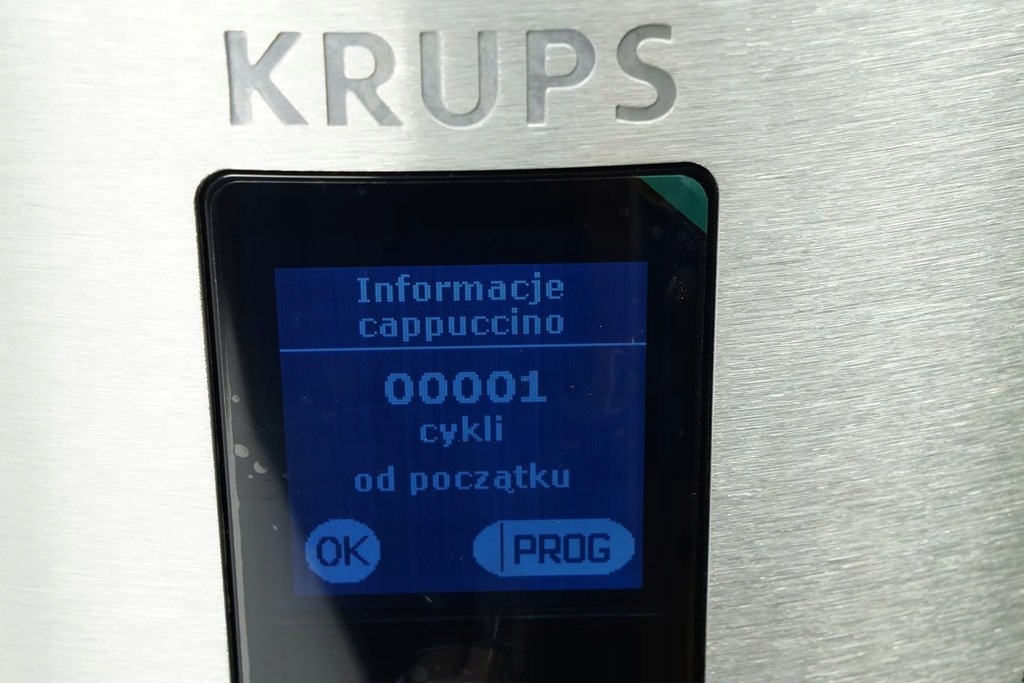 KRUPS
Informacje
cappuccino
00001
cykli
od początku
OK
PROG